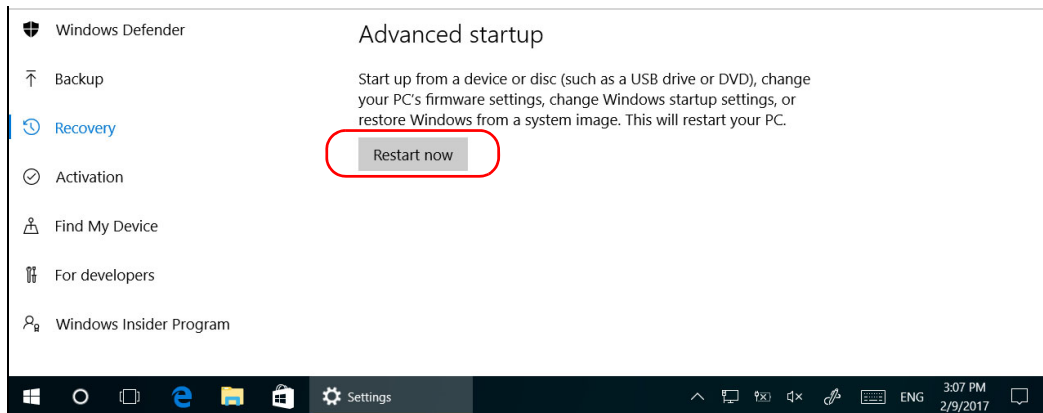 Windows Defender
Backup
Recovery
Activation
Find My Device
For developers
Windows Insider Program
Advanced startup
Start up from a device or disc (such as a USB drive or DVD), change
your PC's firmware settings, change Windows startup settings, or
restore Windows from a system image. This will restart your PC.
Restart now
Settings
ENG
3:07 PM
2/9/2017